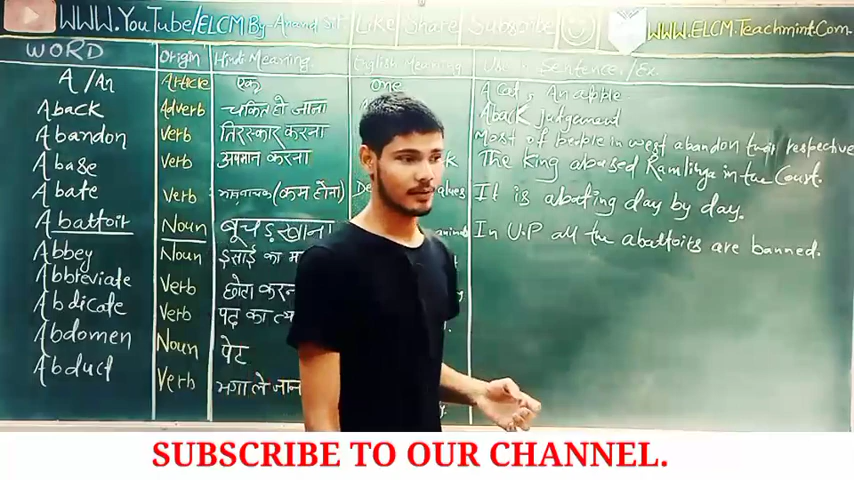 WWW.YouTube/ELCM By-Anand Sir Like Share Subscribe WWW.ELCM.Teachmint.Com.
WORD Origin Hindi Meaning English Meaning Sentence/Ex.
A/An Article एक One A Cat, An apple
Aback Adverb चकित हो जाना Aback judgement
Abandon Verb तिरस्कार करना Most of people in west abandon their respective
Abase Verb अपमान करना The King abased Ramlinga in the Court.
Abate Verb (कम होना) values It is abating day by day.
Abattoir Noun बूचड़खाना In U.P all the abattoirs are banned.
Abbey Noun ईसाई का
Abbreviate Verb छोटा
Abdicate Verb पद का
Abdomen Noun पेट
Abduct Verb भगा ले
SUBSCRIBE TO OUR CHANNEL.